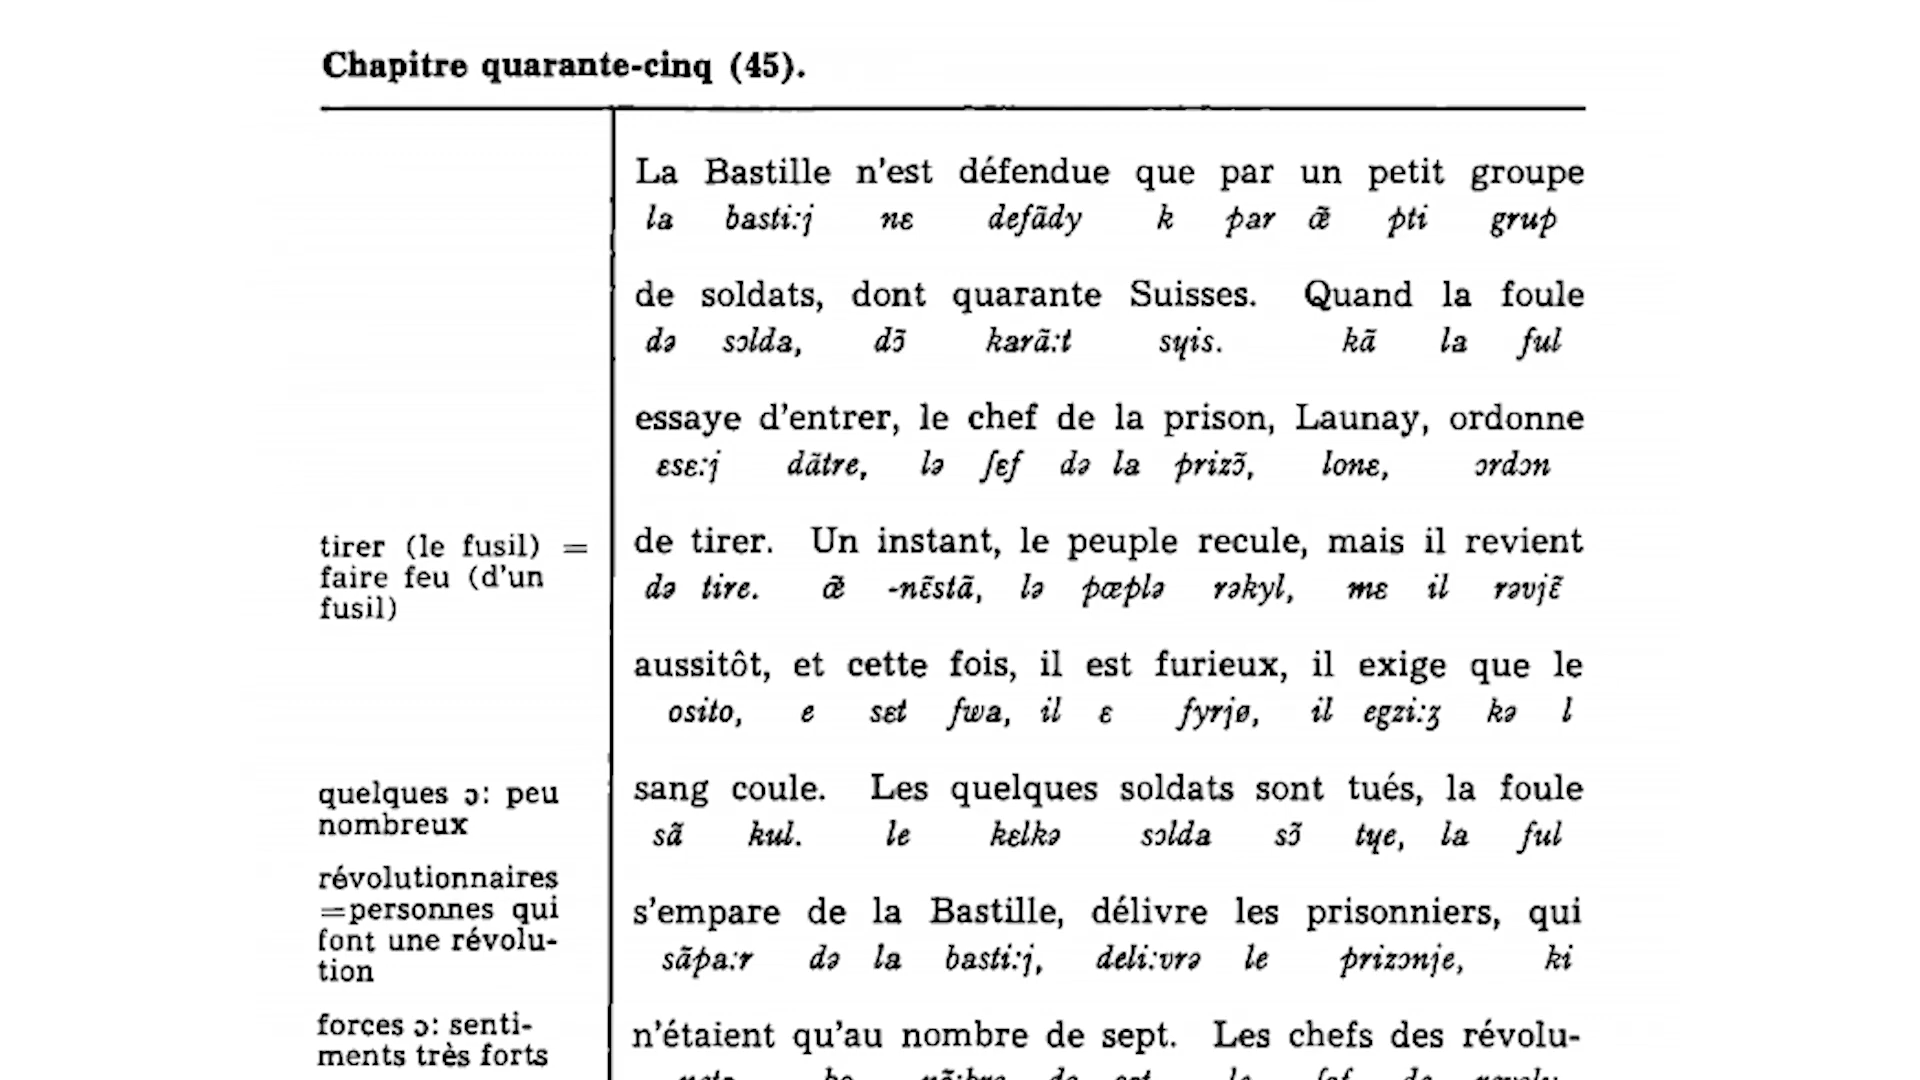 Chapitre quarante-cinq (45).
La Bastille n'est défendue que par un petit groupe
la basti:j nɛ defãdy k par œ̃ pti grup
de soldats, dont quarante Suisses. Quand la foule
də sɔlda, dɔ̃ karã:t sɥis. kã la ful
essaye d'entrer, le chef de la prison, Launay, ordonne
ɛsɛ:j dãtre, lə ʃɛf də la prizɔ̃, lonɛ, ɔrdɔn
tirer (le fusil) =
faire feu (d'un
fusil)
de tirer. Un instant, le peuple recule, mais il revient
də tire. œ̃ -nɛ̃stã, lə pœplə rəkyl, mɛ il rəvjɛ̃
aussitôt, et cette fois, il est furieux, il exige que le
osito, e sɛt fwa, il ɛ fyrjø, il egzi:ʒ kə l
quelques ɔ: peu
nombreux
sang coule. Les quelques soldats sont tués, la foule
sã kul. le kɛlkə sɔlda sɔ̃ tɥe, la ful
révolutionnaires
=personnes qui
font une révolu-
tion
s'empare de la Bastille, délivre les prisonniers, qui
sãpa:r də la basti:j, deli:vrə le prizɔnje, ki
forces ɔ: senti-
ments très forts
n'étaient qu'au nombre de sept. Les chefs des révolu-